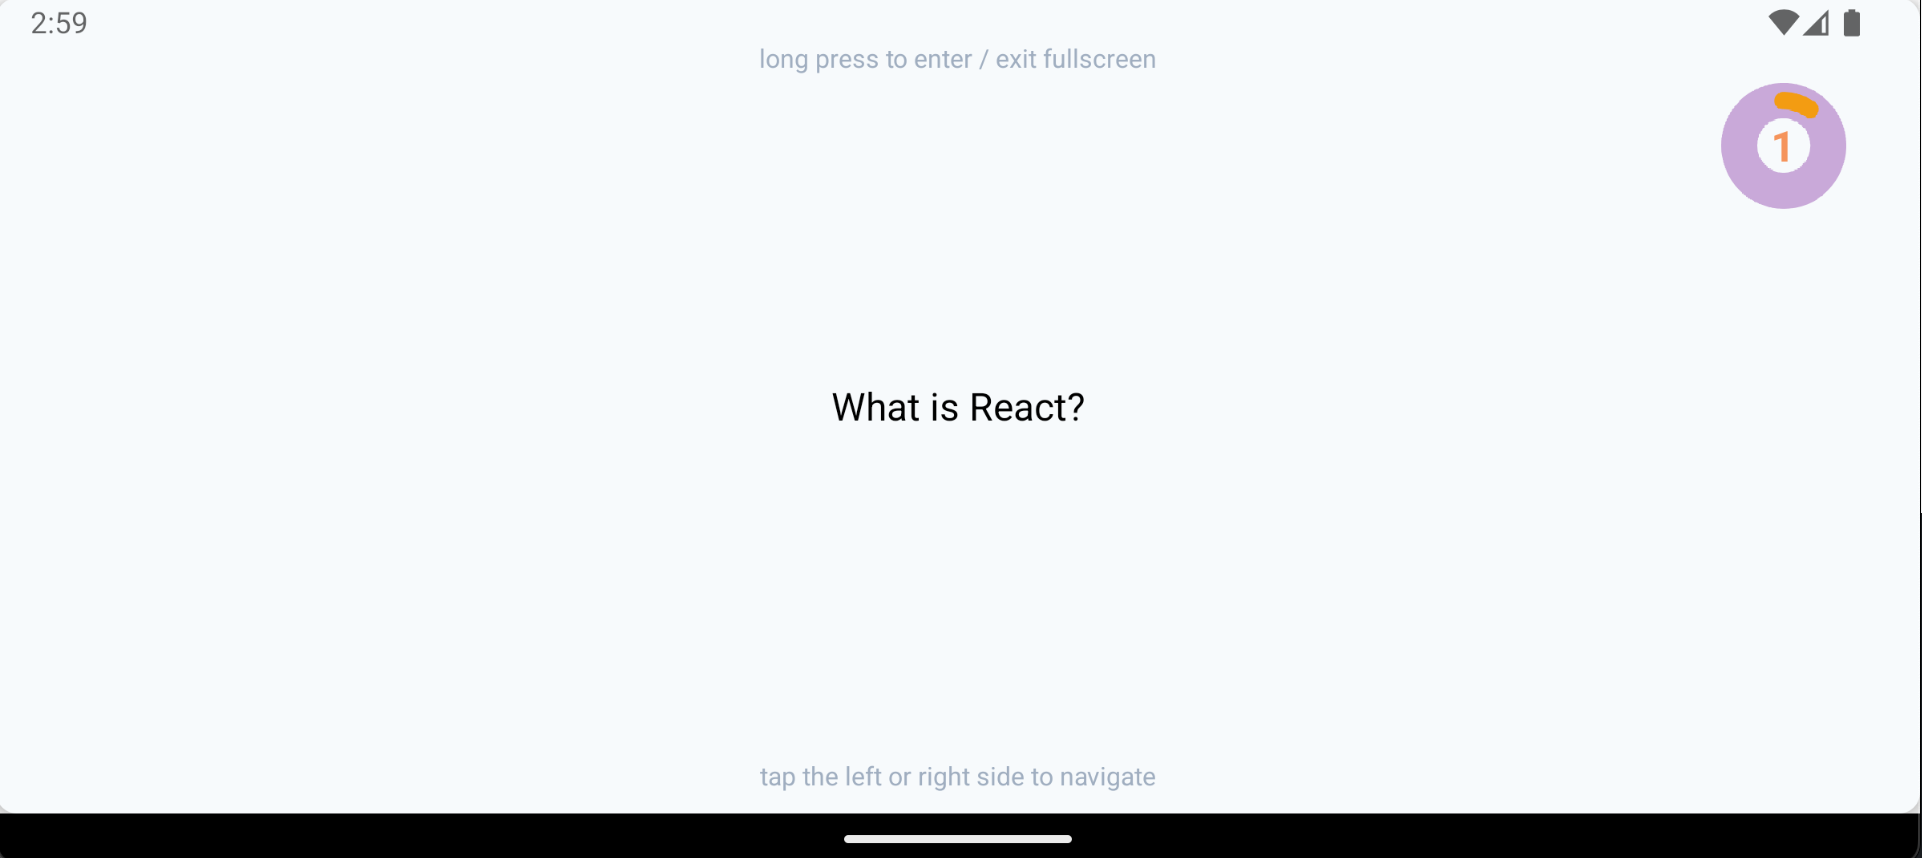 2:59
long press to enter / exit fullscreen
1
What is React?
tap the left or right side to navigate